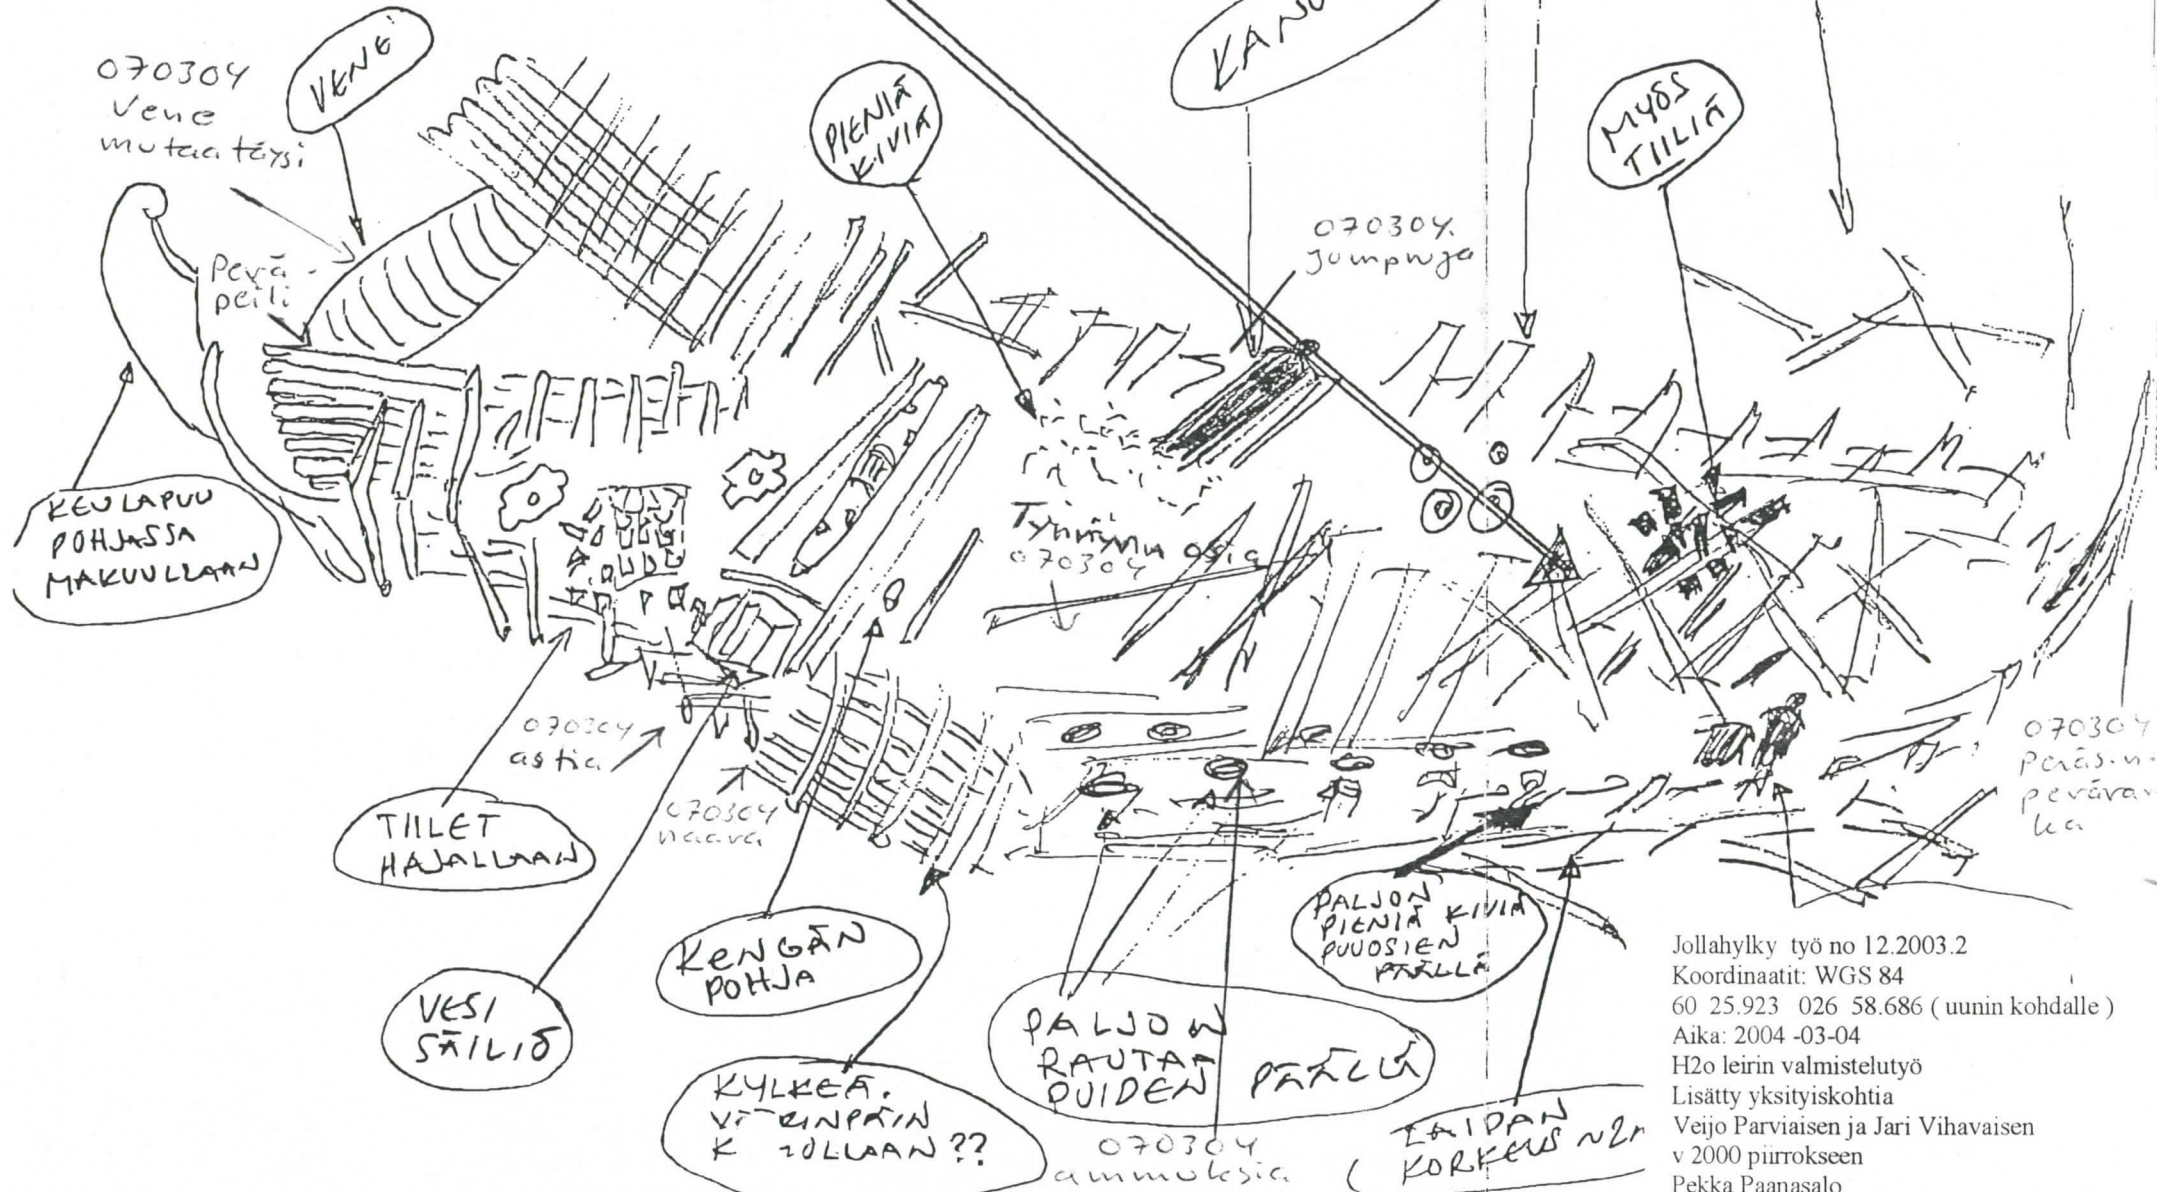 070304
Vene
mutaa täysi
VENE
PIENIÄ
KIVIÄ
MYÖS
TIILIÄ
070304.
Jumpruja
Perä-
peili
KEULAPUU
POHJASSA
MAKUULLAAN
osia
070304
070304
astia
070304
naava
TIILET
HAJALLAAN
KENGÄN
POHJA
VESI
SÄILIÖ
KYLKEÄ.
??
PALJON
RAUTAA
PUIDEN PÄÄLLÄ
070304
ammuksia
PALJON
PIENIÄ KIVIÄ
PUUOSIEN
PÄÄLLÄ
LAIDAN
KORKEUS
070304
Jollahylky työ no 12.2003.2
Koordinaatit: WGS 84
60 25.923 026 58.686 ( uunin kohdalle )
Aika: 2004 -03-04
H2o leirin valmistelutyö
Lisätty yksityiskohtia
Veijo Parviaisen ja Jari Vihavaisen
v 2000 piirrokseen
Pekka Paanasalo